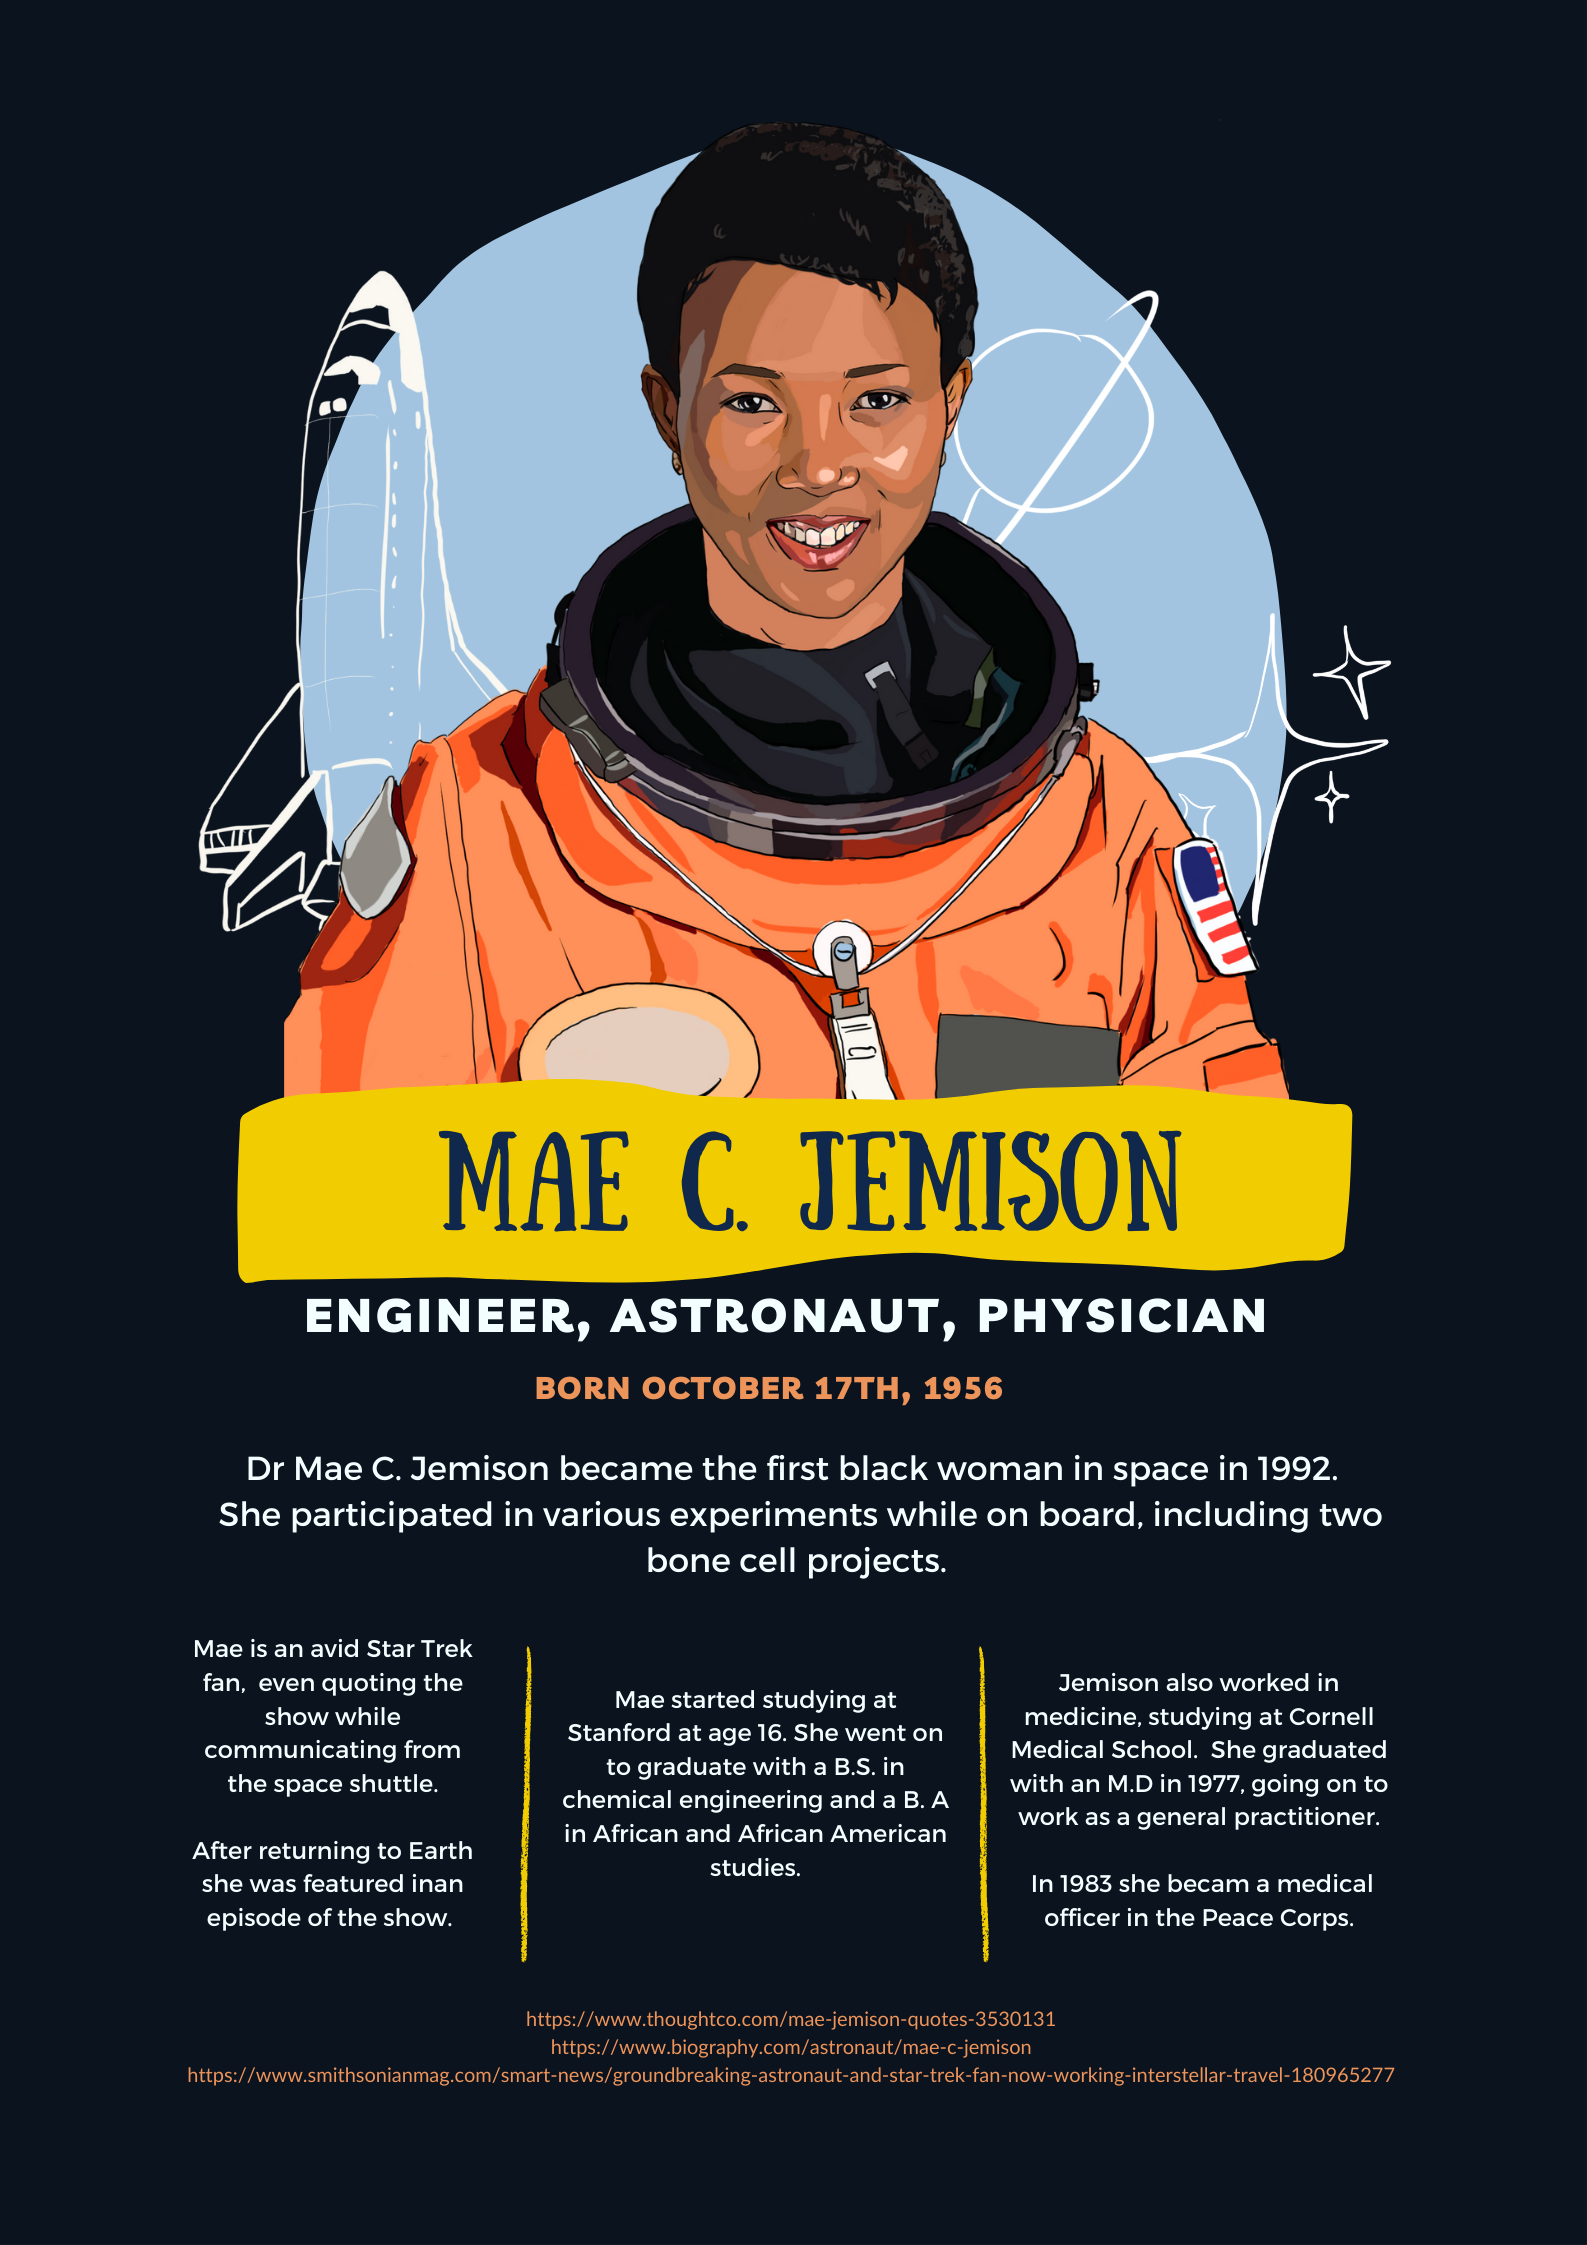 MAE C. JEMISON
ENGINEER, ASTRONAUT, PHYSICIAN
BORN OCTOBER 17TH, 1956
Dr Mae C. Jemison became the first black woman in space in 1992.
She participated in various experiments while on board, including two
bone cell projects.
Mae is an avid Star Trek
fan,  even quoting the
show while
communicating from
the space shuttle.
After returning to Earth
she was featured inan
episode of the show.
Mae started studying at
Stanford at age 16. She went on
to graduate with a B.S. in
chemical engineering and a B. A
in African and African American
studies.
Jemison also worked in
medicine, studying at Cornell
Medical School.  She graduated
with an M.D in 1977, going on to
work as a general practitioner.
In 1983 she becam a medical
officer in the Peace Corps.
https://www.thoughtco.com/mae-jemison-quotes-3530131
https://www.biography.com/astronaut/mae-c-jemison
https://www.smithsonianmag.com/smart-news/groundbreaking-astronaut-and-star-trek-fan-now-working-interstellar-travel-180965277